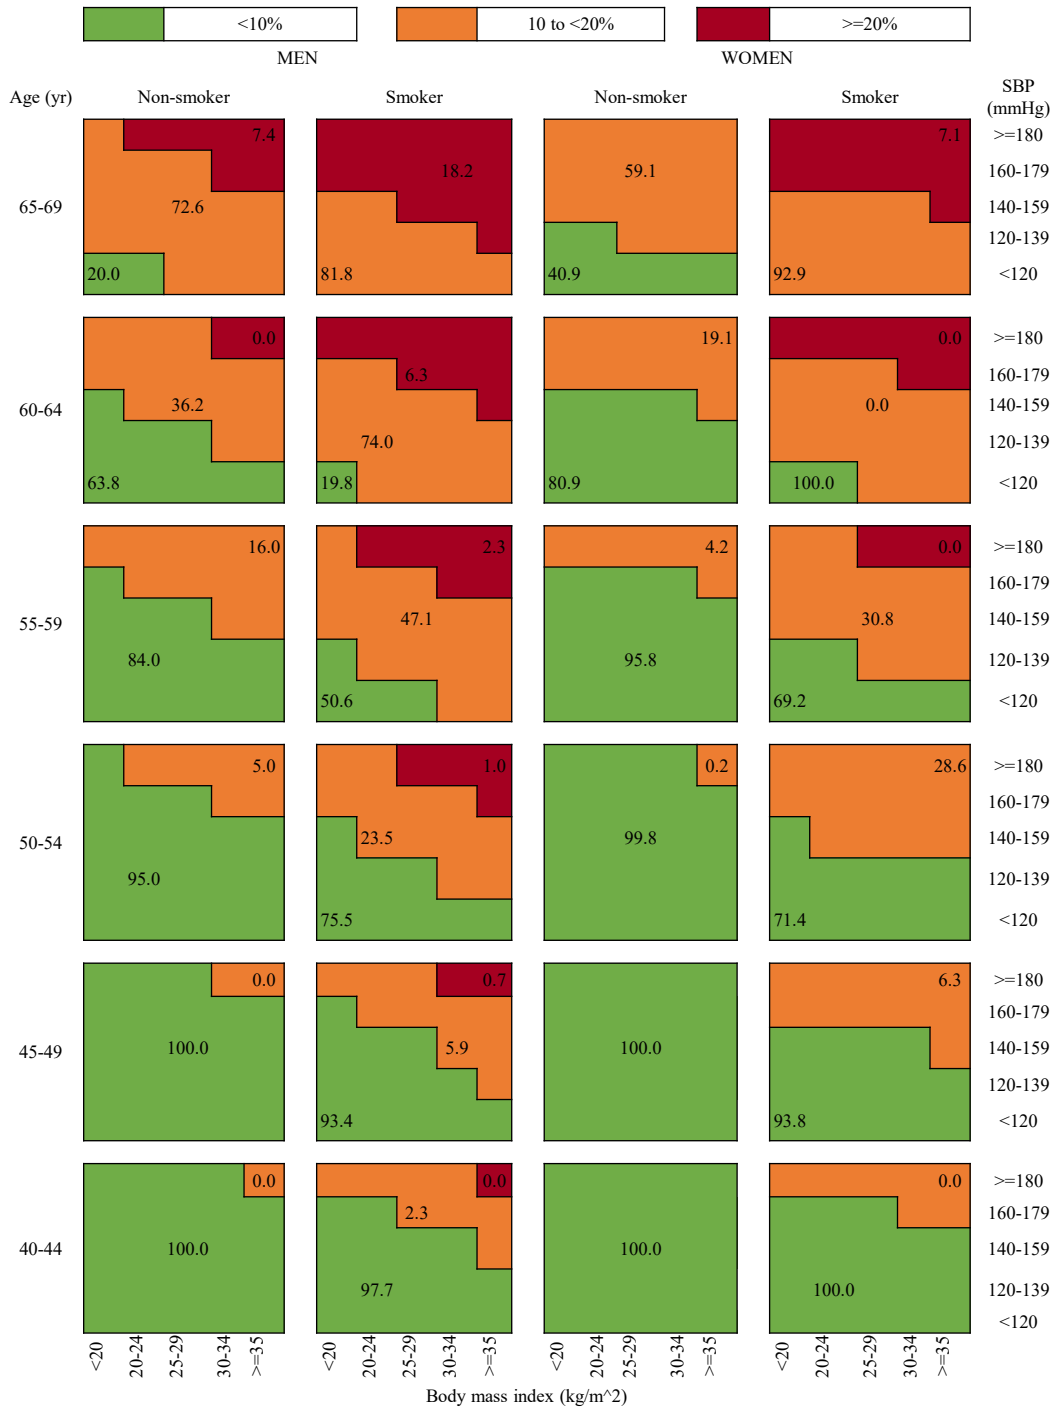 <10% 10 to <20% >=20%
MEN WOMEN
Age (yr) Non-smoker Smoker Non-smoker Smoker SBP (mmHg)
7.4 7.1 >=180
18.2 59.1 160-179
65-69 72.6 140-159
120-139
20.0 81.8 40.9 92.9 <120
0.0 19.1 0.0 >=180
6.3 160-179
60-64 36.2 0.0 140-159
74.0 120-139
63.8 19.8 80.9 100.0 <120
16.0 2.3 4.2 0.0 >=180
160-179
55-59 47.1 30.8 140-159
84.0 95.8 120-139
50.6 69.2 <120
5.0 1.0 0.2 28.6 >=180
160-179
50-54 23.5 99.8 140-159
95.0 120-139
75.5 71.4 <120
0.0 0.7 6.3 >=180
160-179
45-49 100.0 5.9 100.0 140-159
120-139
93.4 93.8 <120
0.0 0.0 0.0 >=180
2.3 160-179
40-44 100.0 100.0 140-159
97.7 100.0 120-139
<120
<20 20-24 25-29 30-34 >=35 <20 20-24 25-29 30-34 >=35 <20 20-24 25-29 30-34 >=35 <20 20-24 25-29 30-34 >=35
Body mass index (kg/m^2)